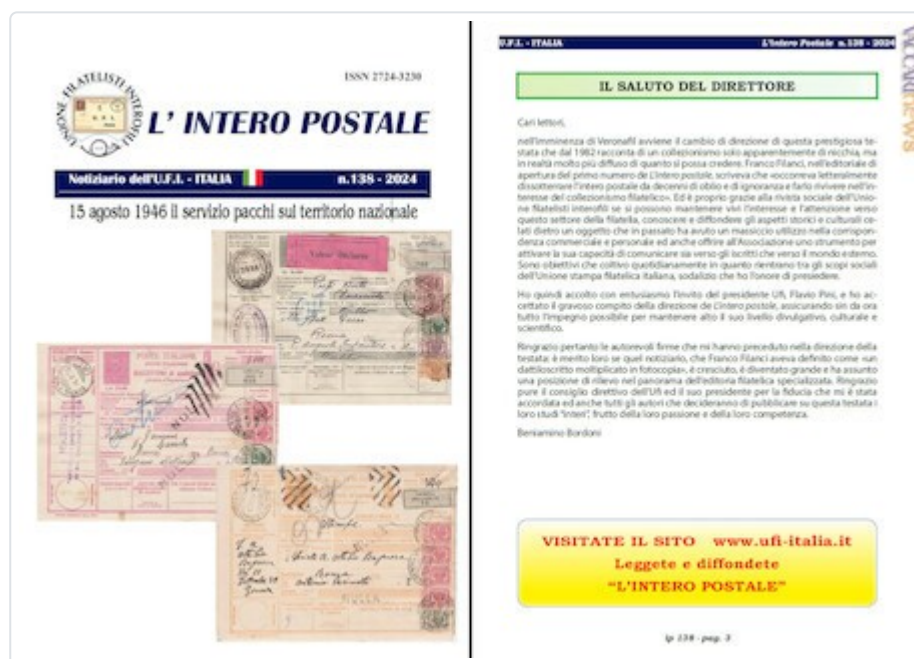 ISSN 2724-3230
UNIONE FILATELISTI INTEROFILI
L' INTERO POSTALE
Notiziario dell'U.F.I. - ITALIA n.138 - 2024
15 agosto 1946 il servizio pacchi sul territorio nazionale
U.F.I. - ITALIA L'Intero Postale n.138 - 2024
VACCARI news
IL SALUTO DEL DIRETTORE
Cari lettori,
nell'imminenza di Veronafil avviene il cambio di direzione di questa prestigiosa te-
stata che dal 1982 racconta di un collezionismo solo apparentemente di nicchia, ma
in realtà molto più diffuso di quanto si possa credere. Franco Filanci, nell'editoriale di
apertura del primo numero de L'Intero postale, scriveva che «occorreva letteralmente
dissotterrare l'intero postale da decenni di oblio e di ignoranza e farlo rivivere nell'in-
teresse del collezionismo filatelico». Ed è proprio grazie alla rivista sociale dell'Unio-
ne filatelisti interofili se si possono mantenere vivi l'interesse e l'attenzione verso
questo settore della filatelia, conoscere e diffondere gli aspetti storici e culturali ce-
lati dietro un oggetto che in passato ha avuto un massiccio utilizzo nella corrispon-
denza commerciale e personale ed anche offrire all'Associazione uno strumento per
attivare la sua capacità di comunicare sia verso gli iscritti che verso il mondo esterno.
Sono obiettivi che coltivo quotidianamente in quanto rientrano tra gli scopi sociali
dell'Unione stampa filatelica italiana, sodalizio che ho l'onore di presiedere.
Ho quindi accolto con entusiasmo l'invito del presidente Ufi, Flavio Pini, e ho ac-
cettato il gravoso compito della direzione de L'Intero postale, assicurando sin da ora
tutto l'impegno possibile per mantenere alto il suo livello divulgativo, culturale e
scientifico.
Ringrazio pertanto le autorevoli firme che mi hanno preceduto nella direzione della
testata: è merito loro se quel notiziario, che Franco Filanci aveva definito come «un
dattiloscritto moltiplicato in fotocopia», è cresciuto, è diventato grande e ha assunto
una posizione di rilievo nel panorama dell'editoria filatelica specializzata. Ringrazio
pure il consiglio direttivo dell'Ufi ed il suo presidente per la fiducia che mi è stata
accordata ed anche tutti gli autori che decideranno di pubblicare su questa testata i
loro studi "interi", frutto della loro passione e della loro competenza.
Beniamino Bordoni
VISITATE IL SITO www.ufi-italia.it
Leggete e diffondete
"L'INTERO POSTALE"
ip 138 - pag. 3